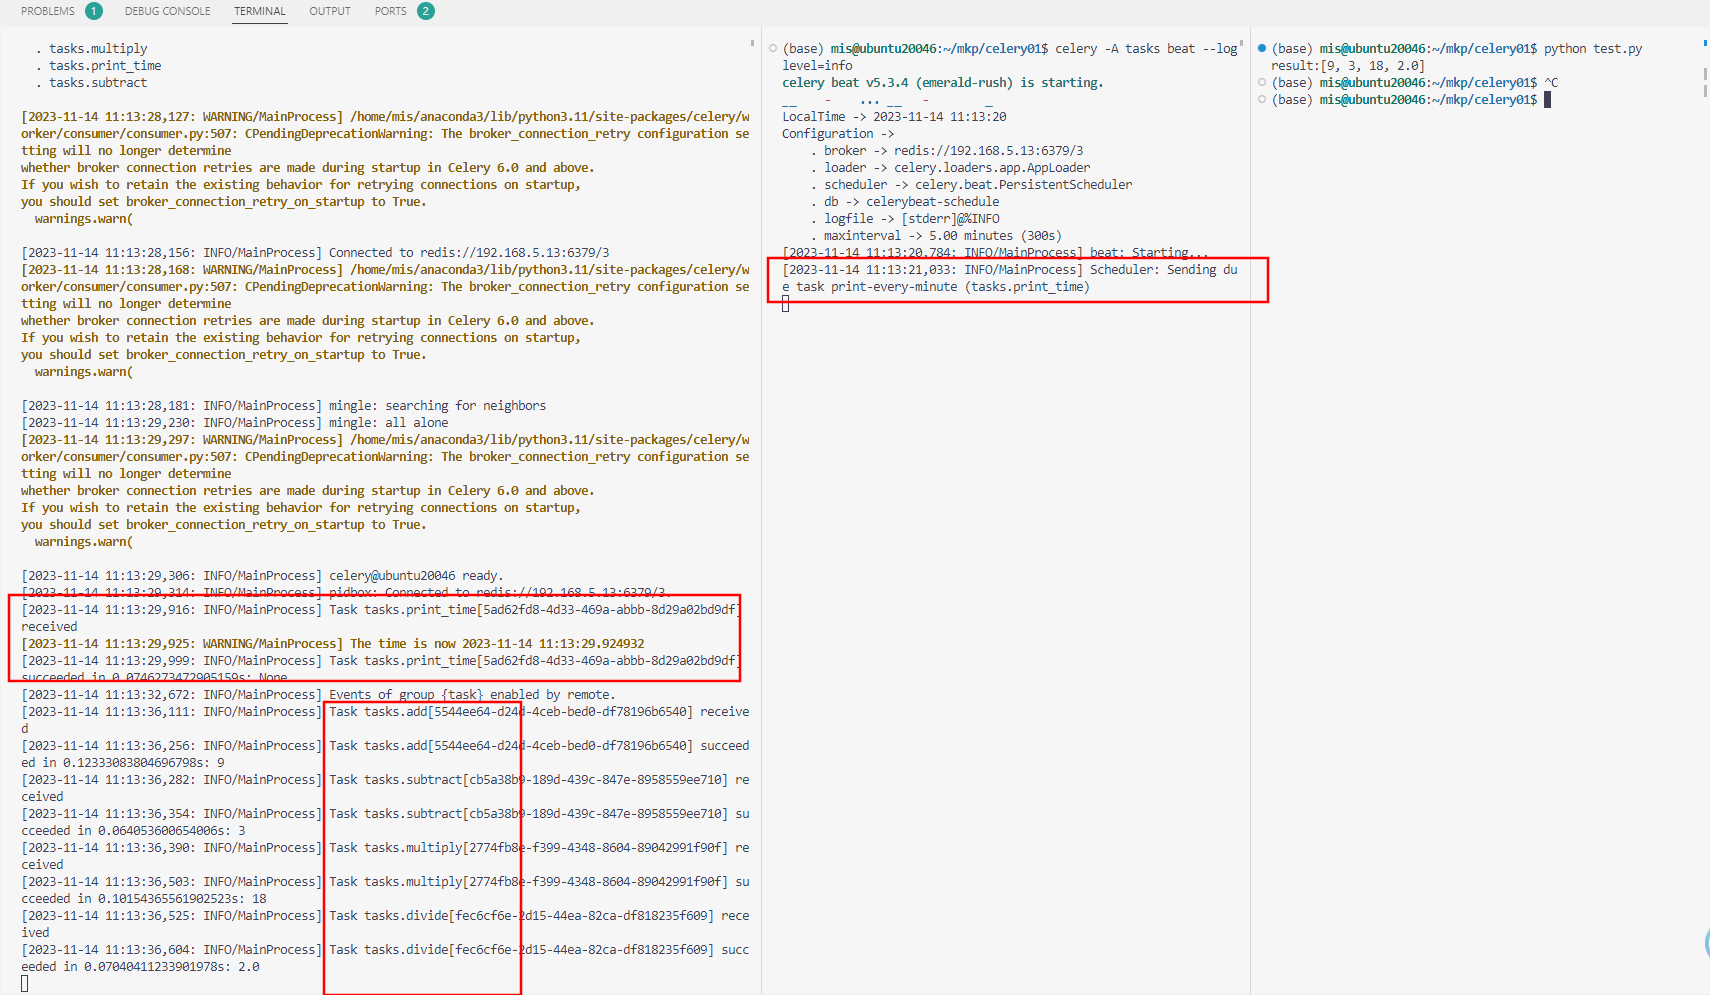 PROBLEMS 1 DEBUG CONSOLE TERMINAL OUTPUT PORTS 2
. tasks.multiply
. tasks.print_time
. tasks.subtract
[2023-11-14 11:13:28,127: WARNING/MainProcess] /home/mis/anaconda3/lib/python3.11/site-packages/celery/w
orker/consumer/consumer.py:507: CPendingDeprecationWarning: The broker_connection_retry configuration se
tting will no longer determine
whether broker connection retries are made during startup in Celery 6.0 and above.
If you wish to retain the existing behavior for retrying connections on startup,
you should set broker_connection_retry_on_startup to True.
warnings.warn(
[2023-11-14 11:13:28,156: INFO/MainProcess] Connected to redis://192.168.5.13:6379/3
[2023-11-14 11:13:28,168: WARNING/MainProcess] /home/mis/anaconda3/lib/python3.11/site-packages/celery/w
orker/consumer/consumer.py:507: CPendingDeprecationWarning: The broker_connection_retry configuration se
tting will no longer determine
whether broker connection retries are made during startup in Celery 6.0 and above.
If you wish to retain the existing behavior for retrying connections on startup,
you should set broker_connection_retry_on_startup to True.
warnings.warn(
[2023-11-14 11:13:28,181: INFO/MainProcess] mingle: searching for neighbors
[2023-11-14 11:13:29,230: INFO/MainProcess] mingle: all alone
[2023-11-14 11:13:29,297: WARNING/MainProcess] /home/mis/anaconda3/lib/python3.11/site-packages/celery/w
orker/consumer/consumer.py:507: CPendingDeprecationWarning: The broker_connection_retry configuration se
tting will no longer determine
whether broker connection retries are made during startup in Celery 6.0 and above.
If you wish to retain the existing behavior for retrying connections on startup,
you should set broker_connection_retry_on_startup to True.
warnings.warn(
[2023-11-14 11:13:29,306: INFO/MainProcess] celery@ubuntu20046 ready.
[2023-11-14 11:13:29,314: INFO/MainProcess] pidbox: Connected to redis://192.168.5.13:6379/3.
[2023-11-14 11:13:29,916: INFO/MainProcess] Task tasks.print_time[5ad62fd8-4d33-469a-abbb-8d29a02bd9df]
received
[2023-11-14 11:13:29,925: WARNING/MainProcess] The time is now 2023-11-14 11:13:29.924932
[2023-11-14 11:13:29,999: INFO/MainProcess] Task tasks.print_time[5ad62fd8-4d33-469a-abbb-8d29a02bd9df]
succeeded in 0.0746273472905159s: None
[2023-11-14 11:13:32,672: INFO/MainProcess] Events of group {task} enabled by remote.
[2023-11-14 11:13:36,111: INFO/MainProcess] Task tasks.add[5544ee64-d24d-4ceb-bed0-df78196b6540] receive
d
[2023-11-14 11:13:36,256: INFO/MainProcess] Task tasks.add[5544ee64-d24d-4ceb-bed0-df78196b6540] succeed
ed in 0.12333083804696798s: 9
[2023-11-14 11:13:36,282: INFO/MainProcess] Task tasks.subtract[cb5a38b9-189d-439c-847e-8958559ee710] re
ceived
[2023-11-14 11:13:36,354: INFO/MainProcess] Task tasks.subtract[cb5a38b9-189d-439c-847e-8958559ee710] su
cceeded in 0.064053600654006s: 3
[2023-11-14 11:13:36,390: INFO/MainProcess] Task tasks.multiply[2774fb8e-f399-4348-8604-89042991f90f] re
ceived
[2023-11-14 11:13:36,503: INFO/MainProcess] Task tasks.multiply[2774fb8e-f399-4348-8604-89042991f90f] su
cceeded in 0.10154365561902523s: 18
[2023-11-14 11:13:36,525: INFO/MainProcess] Task tasks.divide[fec6cf6e-2d15-44ea-82ca-df818235f609] rece
ived
[2023-11-14 11:13:36,604: INFO/MainProcess] Task tasks.divide[fec6cf6e-2d15-44ea-82ca-df818235f609] succ
eeded in 0.07040411233901978s: 2.0
(base) mis@ubuntu20046:~/mkp/celery01$ celery -A tasks beat --log
level=info
celery beat v5.3.4 (emerald-rush) is starting.
__ - ... __ - _
LocalTime -> 2023-11-14 11:13:20
Configuration ->
. broker -> redis://192.168.5.13:6379/3
. loader -> celery.loaders.app.AppLoader
. scheduler -> celery.beat.PersistentScheduler
. db -> celerybeat-schedule
. logfile -> [stderr]@%INFO
. maxinterval -> 5.00 minutes (300s)
[2023-11-14 11:13:20,784: INFO/MainProcess] beat: Starting...
[2023-11-14 11:13:21,033: INFO/MainProcess] Scheduler: Sending du
e task print-every-minute (tasks.print_time)
(base) mis@ubuntu20046:~/mkp/celery01$ python test.py
result:[9, 3, 18, 2.0]
(base) mis@ubuntu20046:~/mkp/celery01$ ^C
(base) mis@ubuntu20046:~/mkp/celery01$